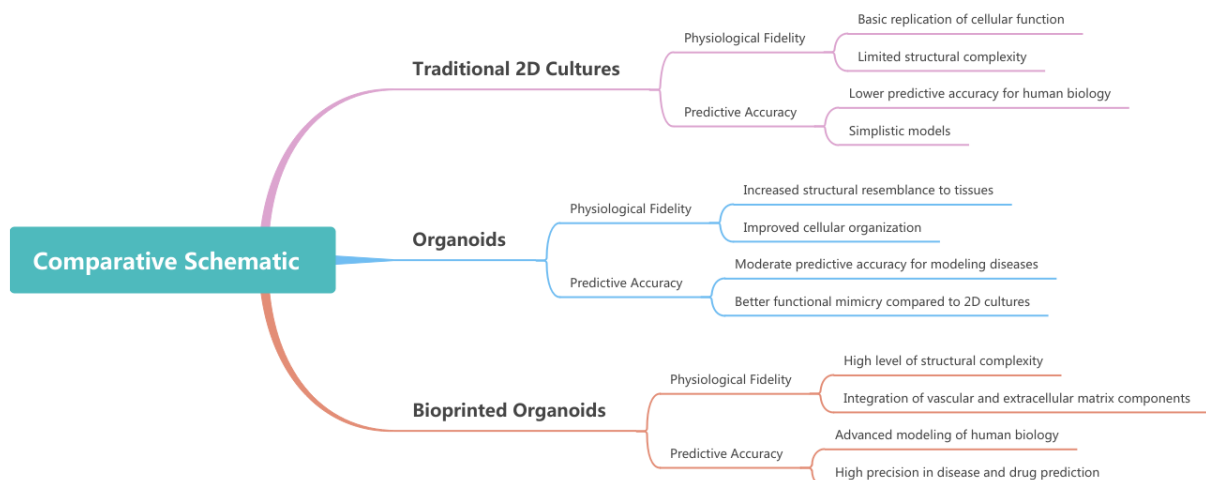 Comparative Schematic
Traditional 2D Cultures
Physiological Fidelity
Basic replication of cellular function
Limited structural complexity
Predictive Accuracy
Lower predictive accuracy for human biology
Simplistic models
Organoids
Physiological Fidelity
Increased structural resemblance to tissues
Improved cellular organization
Predictive Accuracy
Moderate predictive accuracy for modeling diseases
Better functional mimicry compared to 2D cultures
Bioprinted Organoids
Physiological Fidelity
High level of structural complexity
Integration of vascular and extracellular matrix components
Predictive Accuracy
Advanced modeling of human biology
High precision in disease and drug prediction